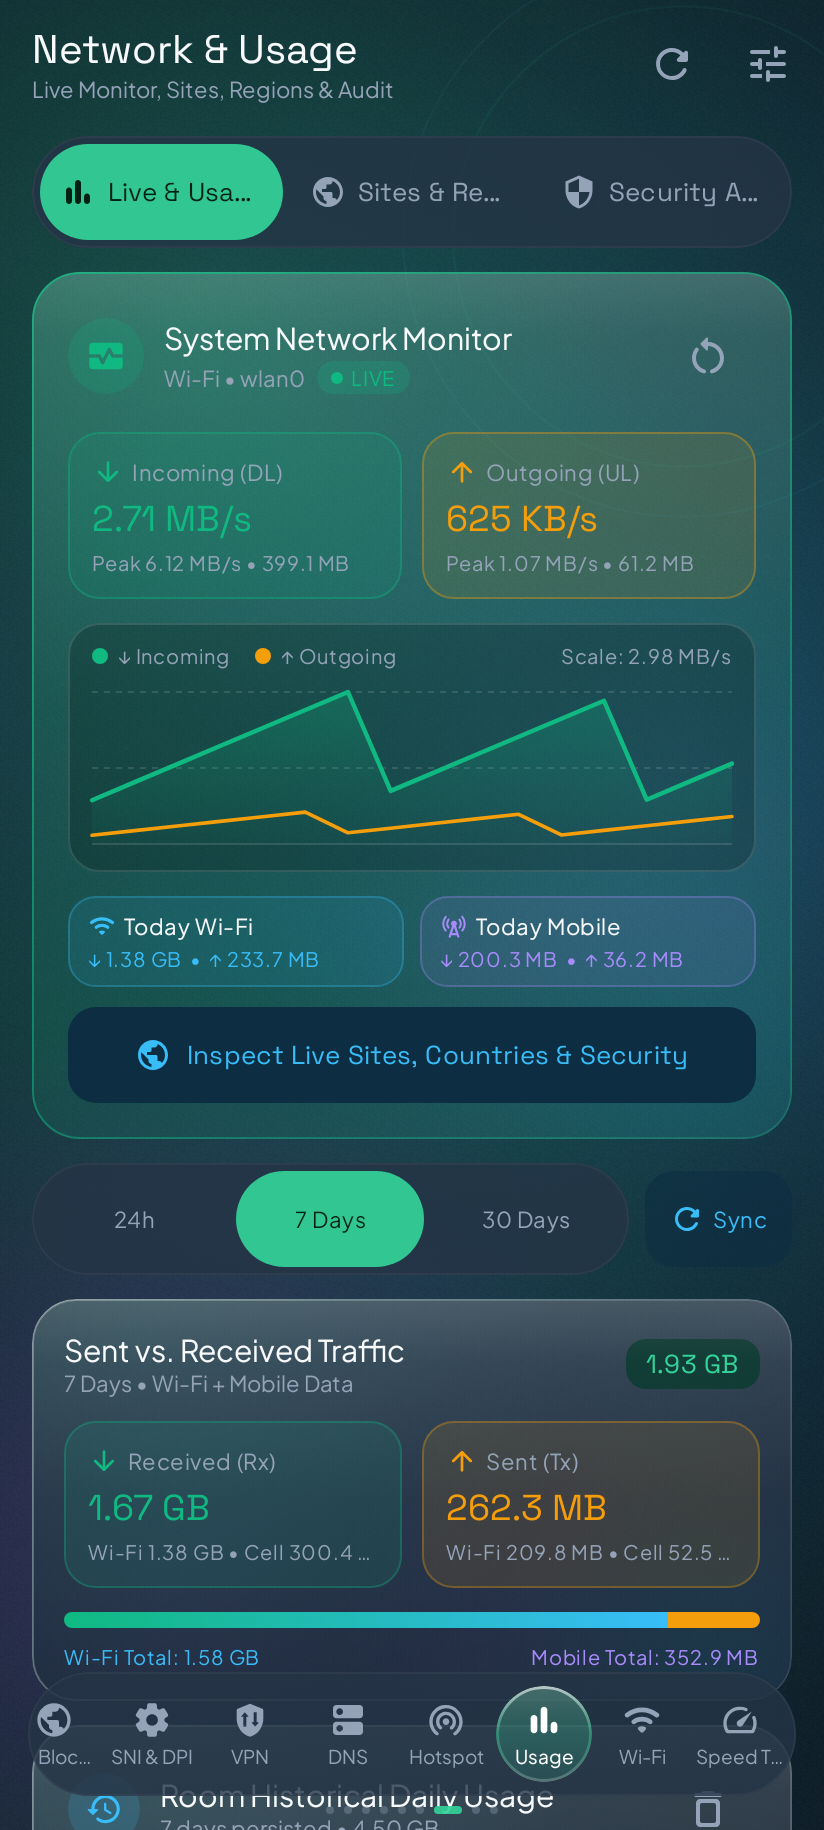 Network & Usage
Live Monitor, Sites, Regions & Audit
Live & Usa...
Sites & Re...
Security A...
System Network Monitor
Wi-Fi • wlan0
LIVE
↓ Incoming (DL)
2.71 MB/s
Peak 6.12 MB/s • 399.1 MB
↑ Outgoing (UL)
625 KB/s
Peak 1.07 MB/s • 61.2 MB
↓ Incoming
↑ Outgoing
Scale: 2.98 MB/s
Today Wi-Fi
↓ 1.38 GB • ↑ 233.7 MB
Today Mobile
↓ 200.3 MB • ↑ 36.2 MB
Inspect Live Sites, Countries & Security
24h
7 Days
30 Days
Sync
Sent vs. Received Traffic
7 Days • Wi-Fi + Mobile Data
1.93 GB
↓ Received (Rx)
1.67 GB
Wi-Fi 1.38 GB • Cell 300.4 ...
↑ Sent (Tx)
262.3 MB
Wi-Fi 209.8 MB • Cell 52.5 ...
Wi-Fi Total: 1.58 GB
Mobile Total: 352.9 MB
Bloc...
SNI & DPI
VPN
DNS
Hotspot
Usage
Wi-Fi
Speed T...
Room Historical Daily Usage
7 days persisted • 4.50 GB